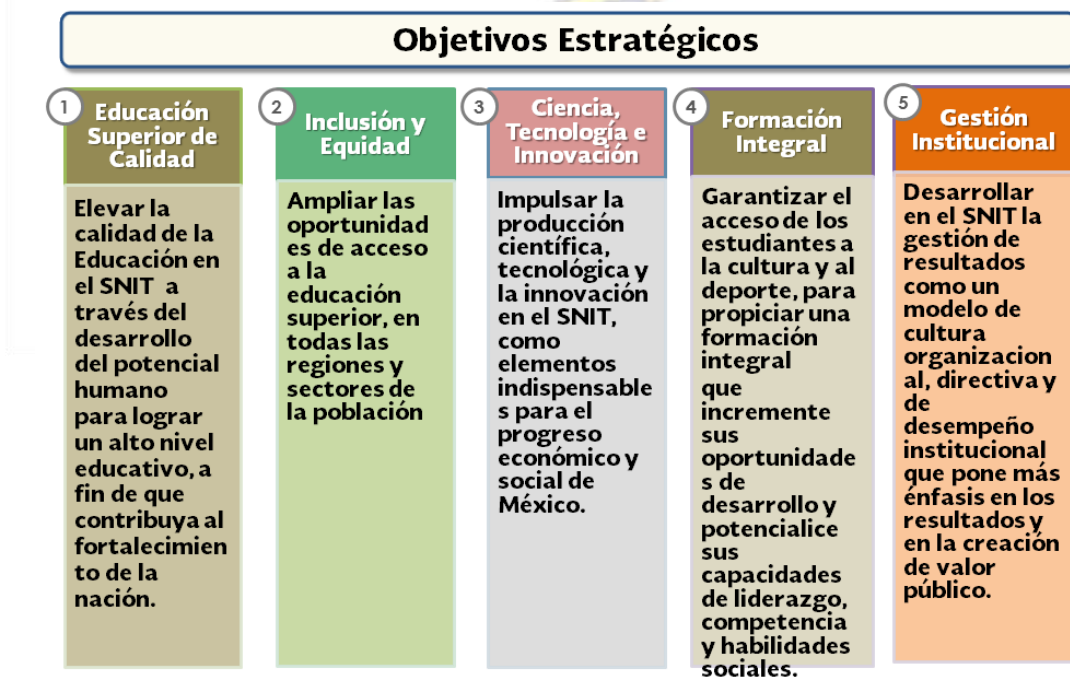 Objetivos Estratégicos
1
Educación
Superior de
Calidad
Elevar la
calidad de la
Educación en
el SNIT a
través del
desarrollo
del potencial
humano
para lograr
un alto nivel
educativo, a
fin de que
contribuya al
fortalecimien
to de la
nación.
2
Inclusión y
Equidad
Ampliar las
oportunidad
es de acceso
a la
educación
superior, en
todas las
regiones y
sectores de
la población
3
Ciencia,
Tecnología e
Innovación
Impulsar la
producción
científica,
tecnológica y
la innovación
en el SNIT,
como
elementos
indispensable
s para el
progreso
económico y
social de
México.
4
Formación
Integral
Garantizar el
acceso de los
estudiantes a
la cultura y al
deporte, para
propiciar una
formación
integral
que
incremente
sus
oportunidade
s de
desarrollo y
potencialice
sus
capacidades
de liderazgo,
competencia
y habilidades
sociales.
5
Gestión
Institucional
Desarrollar
en el SNIT la
gestión de
resultados
como un
modelo de
cultura
organizacion
al, directiva y
de
desempeño
institucional
que pone más
énfasis en los
resultados y
en la creación
de valor
público.